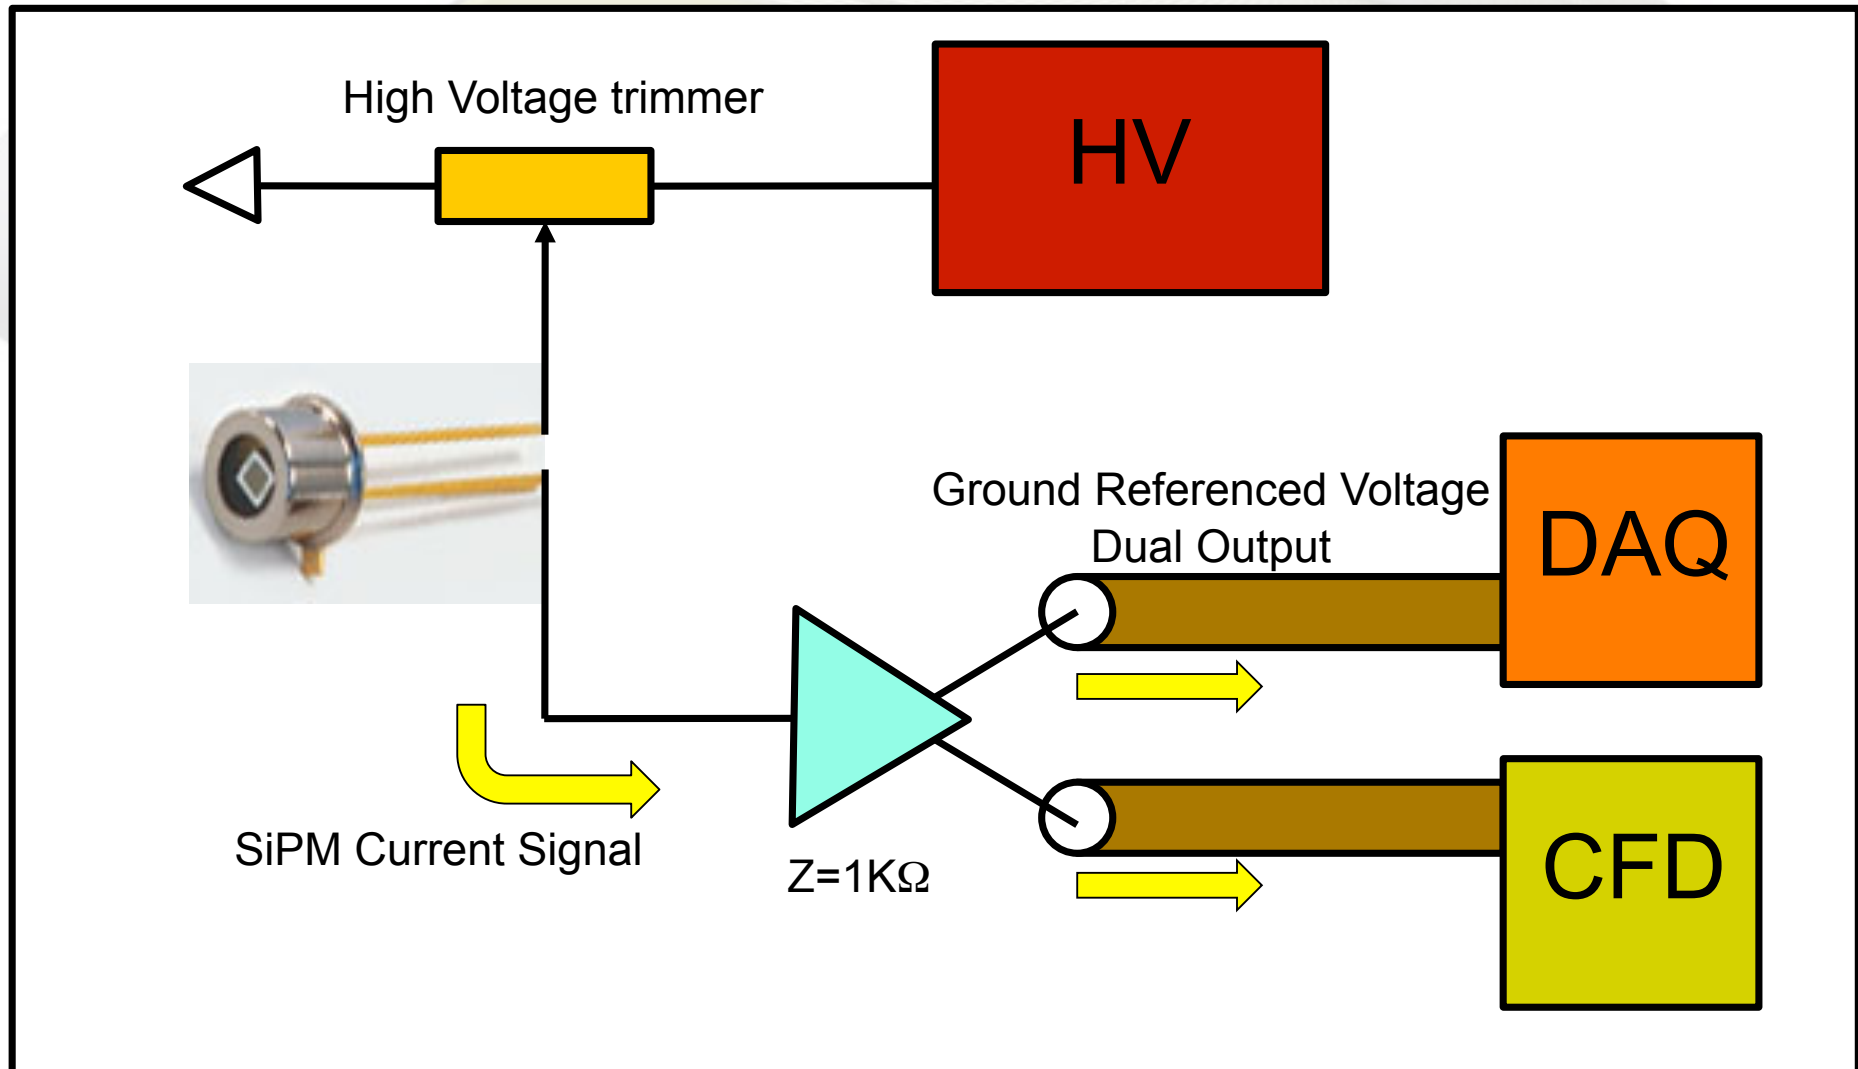 High Voltage trimmer
HV
Ground Referenced Voltage
Dual Output
DAQ
SiPM Current Signal
Z=1KΩ
CFD